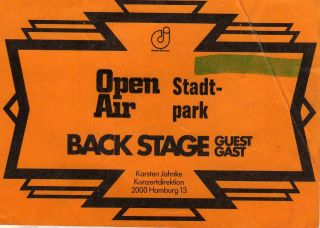 Open Stadt-
Air park
BACK STAGE GUEST
GAST
Karsten Jahnke
Konzertdirektion
2000 Hamburg 13